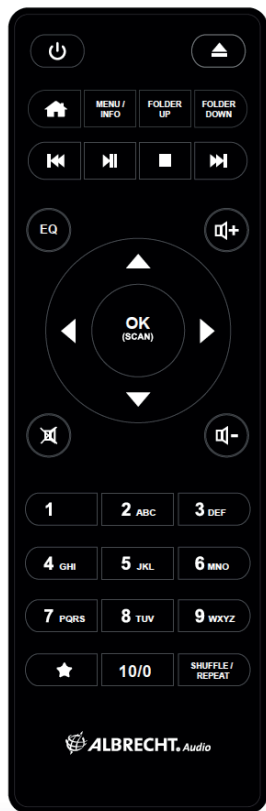 MENU / INFO FOLDER UP FOLDER DOWN
EQ
OK
(SCAN)
1 2 ABC 3 DEF
4 GHI 5 JKL 6 MNO
7 PQRS 8 TUV 9 WXYZ
10/0 SHUFFLE / REPEAT
ALBRECHT. Audio